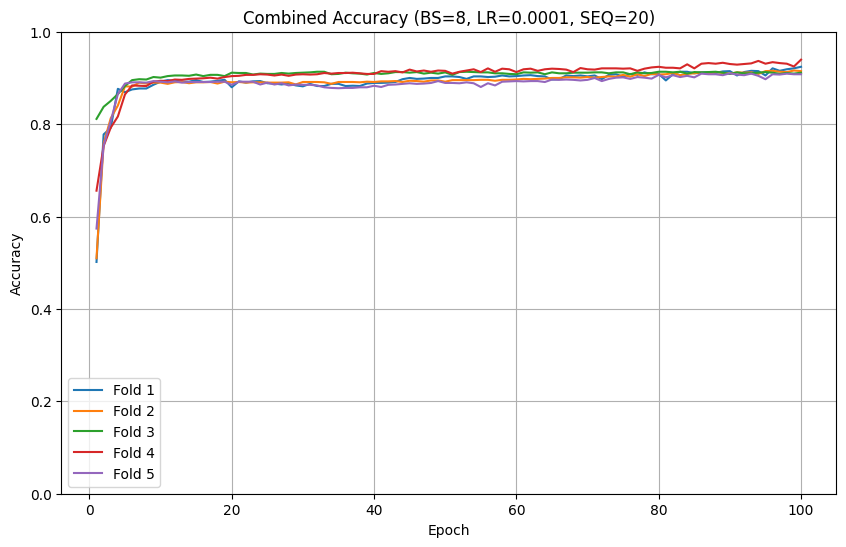 Combined Accuracy (BS=8, LR=0.0001, SEQ=20)
1.0
0.8
0.6
0.4
0.2
0.0
Accuracy
Fold 1
Fold 2
Fold 3
Fold 4
Fold 5
0 20 40 60 80 100
Epoch